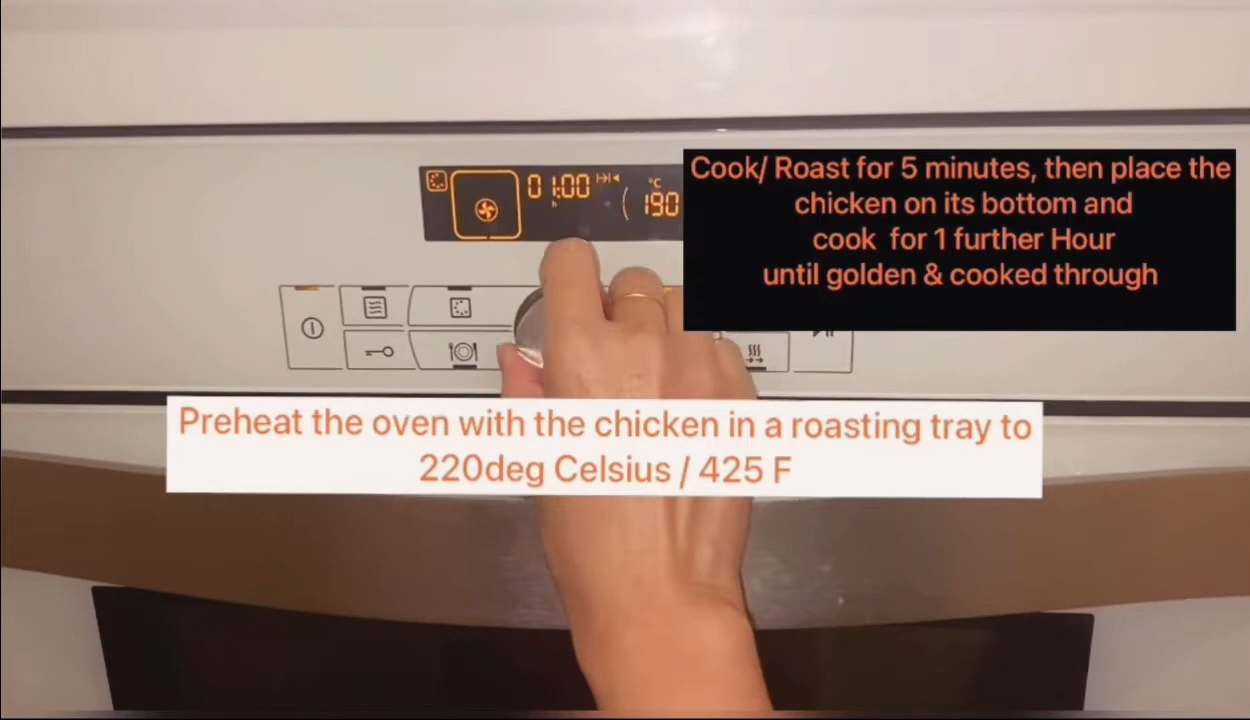 01:00
h
°C
190
Cook/ Roast for 5 minutes, then place the
chicken on its bottom and
cook for 1 further Hour
until golden & cooked through
Preheat the oven with the chicken in a roasting tray to
220deg Celsius / 425 F